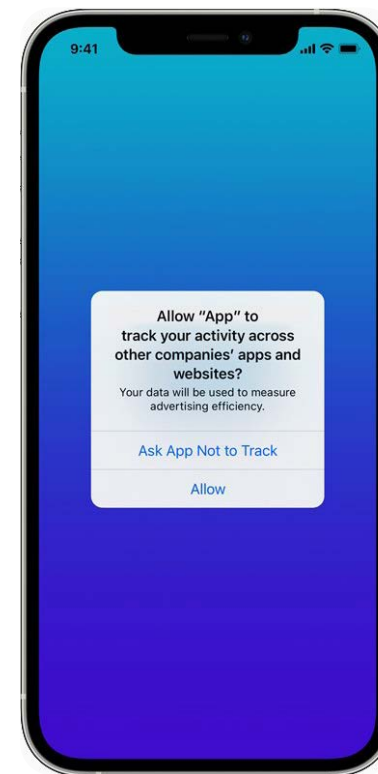 9:41
Allow “App” to
track your activity across
other companies’ apps and
websites?
Your data will be used to measure
advertising efficiency.
Ask App Not to Track
Allow